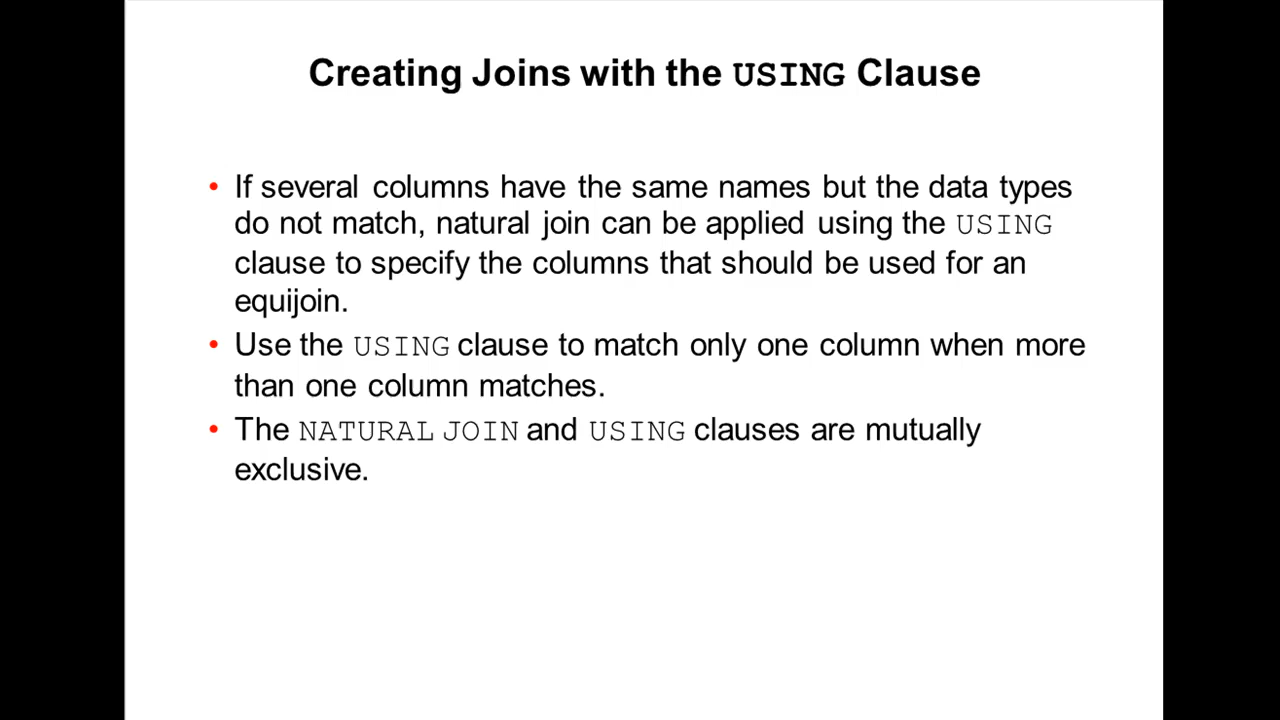 Creating Joins with the USING Clause
• If several columns have the same names but the data types
do not match, natural join can be applied using the USING
clause to specify the columns that should be used for an
equijoin.
• Use the USING clause to match only one column when more
than one column matches.
• The NATURAL JOIN and USING clauses are mutually
exclusive.